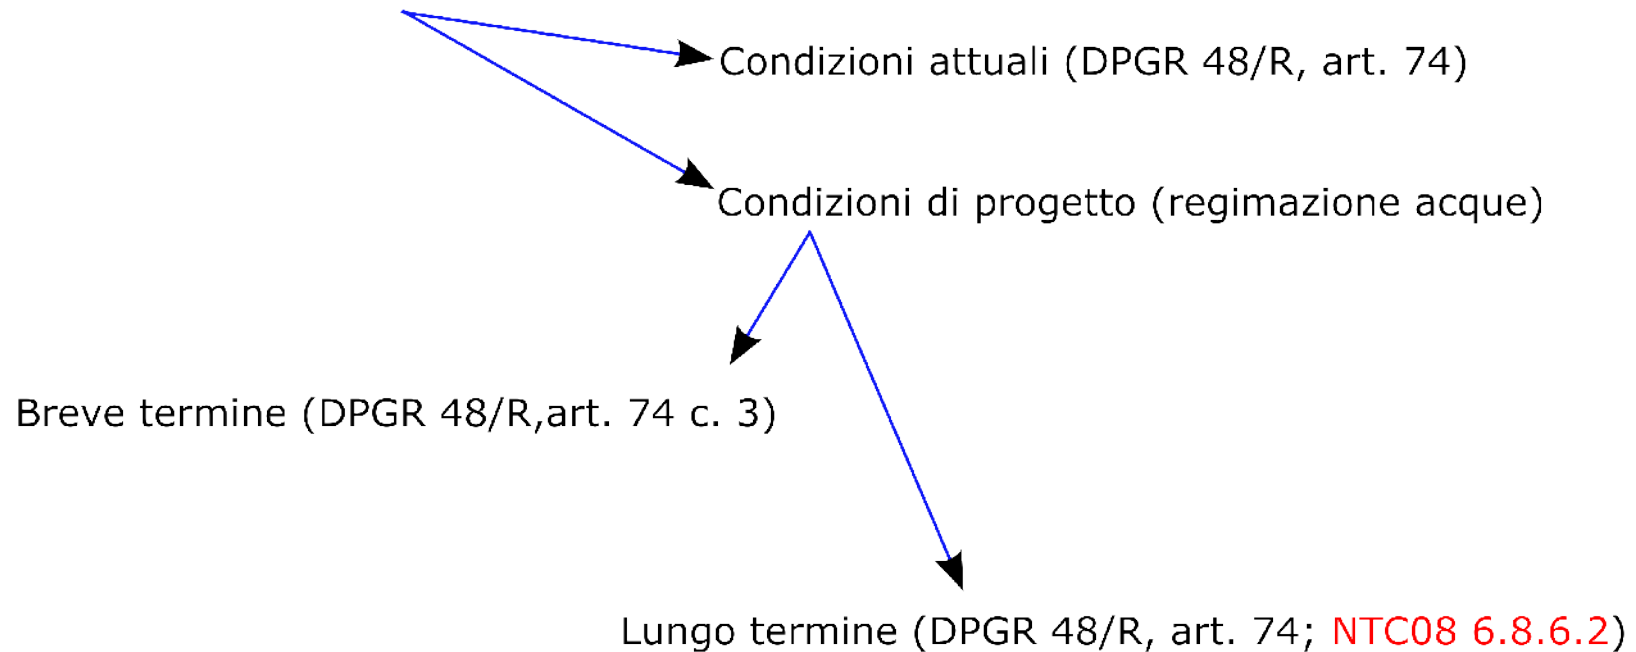 Condizioni attuali (DPGR 48/R, art. 74)
Condizioni di progetto (regimazione acque)
Breve termine (DPGR 48/R,art. 74 c. 3)
Lungo termine (DPGR 48/R, art. 74; NTC08 6.8.6.2)